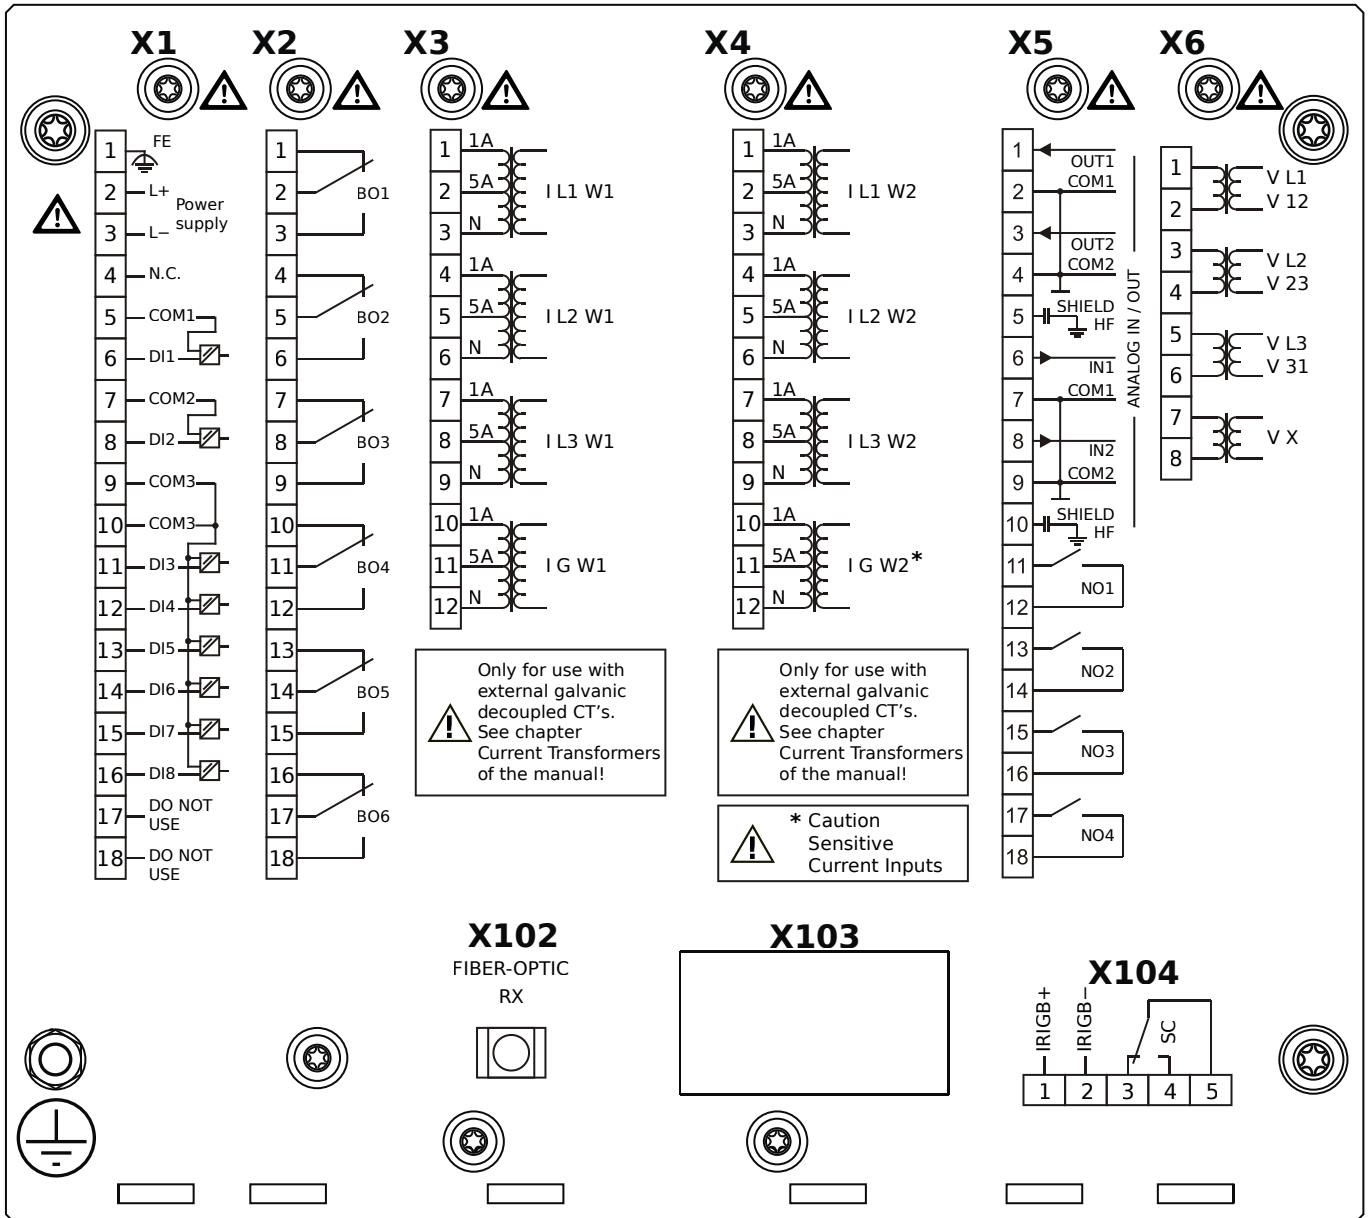 X1
X2
X3
X4
X5
X6
1
FE
2
L+
Power
supply
3
L−
4
N.C.
5
COM1
6
DI1
7
COM2
8
DI2
9
COM3
10
COM3
11
DI3
12
DI4
13
DI5
14
DI6
15
DI7
16
DI8
17
DO NOT
USE
18
DO NOT
USE
1
2
BO1
3
4
5
BO2
6
7
8
BO3
9
10
11
BO4
12
13
14
BO5
15
16
17
BO6
18
1
1A
2
5A
I L1 W1
3
N
4
1A
5
5A
I L2 W1
6
N
7
1A
8
5A
I L3 W1
9
N
10
1A
11
5A
I G W1
12
N
Only for use with
external galvanic
decoupled CT's.
See chapter
Current Transformers
of the manual!
1
1A
2
5A
I L1 W2
3
N
4
1A
5
5A
I L2 W2
6
N
7
1A
8
5A
I L3 W2
9
N
10
1A
11
5A
I G W2*
12
N
Only for use with
external galvanic
decoupled CT's.
See chapter
Current Transformers
of the manual!
* Caution
Sensitive
Current Inputs
1
OUT1
2
COM1
3
OUT2
4
COM2
5
SHIELD
HF
6
IN1
7
COM1
8
IN2
9
COM2
10
SHIELD
HF
ANALOG IN / OUT
11
NO1
12
13
NO2
14
15
NO3
16
17
NO4
18
1
V L1
2
V 12
3
V L2
4
V 23
5
V L3
6
V 31
7
V X
8
X102
FIBER-OPTIC
RX
X103
X104
IRIGB+
IRIGB−
SC
1
2
3
4
5